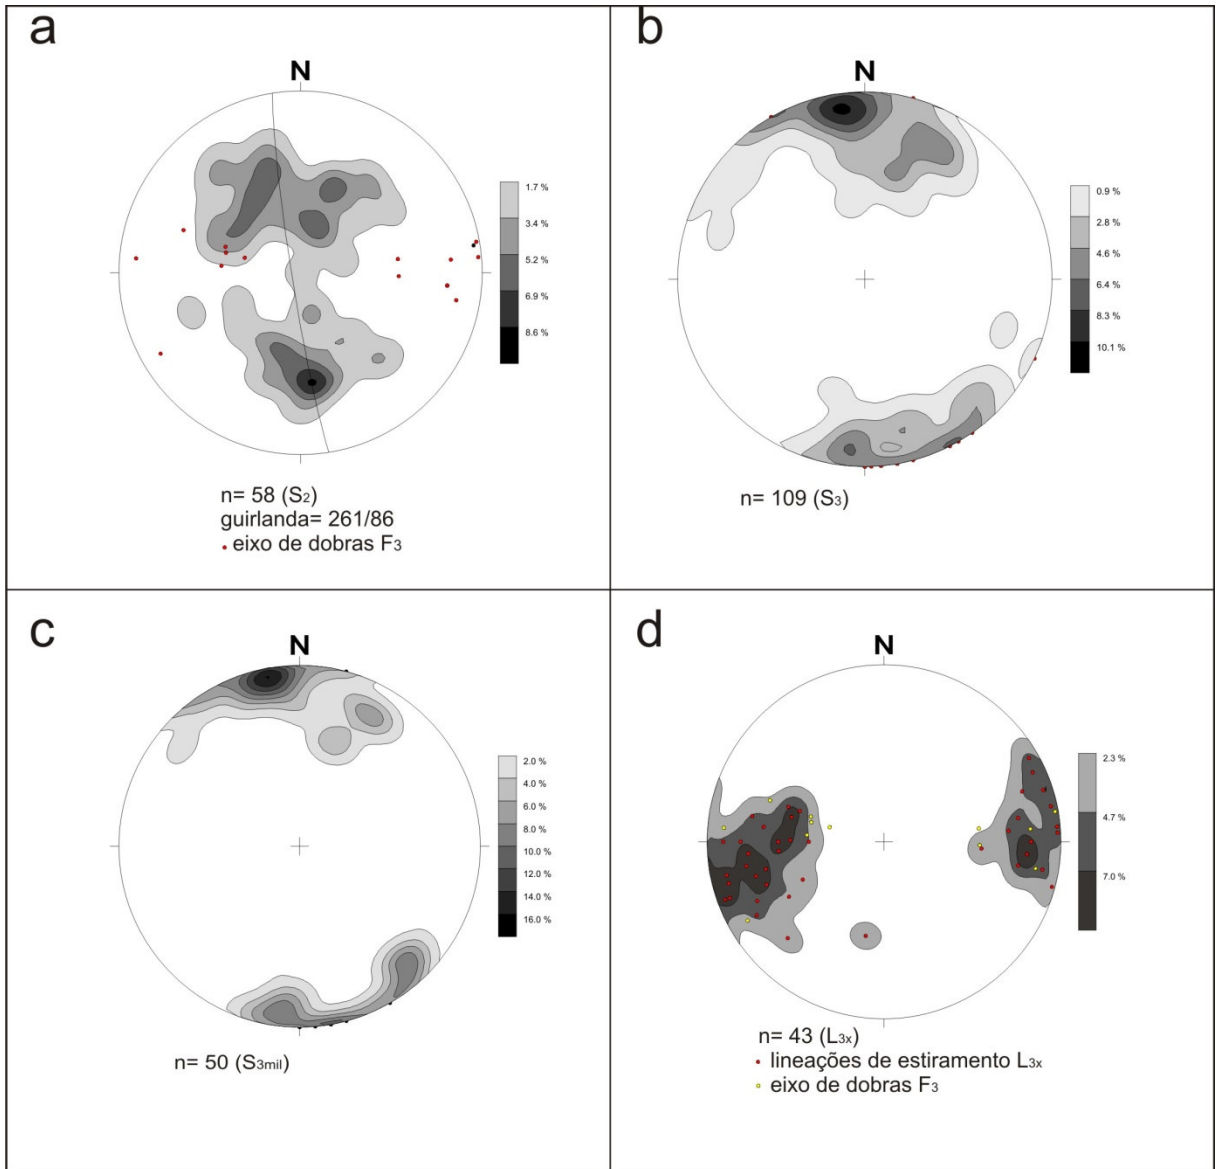 a
N
1.7 %
3.4 %
5.2 %
6.9 %
8.6 %
n= 58 (S2)
guirlanda= 261/86
eixo de dobras F3
b
N
0.9 %
2.8 %
4.6 %
6.4 %
8.3 %
10.1 %
n= 109 (S3)
c
N
2.0 %
4.0 %
6.0 %
8.0 %
10.0 %
12.0 %
14.0 %
16.0 %
n= 50 (S3mil)
d
N
2.3 %
4.7 %
7.0 %
n= 43 (L3x)
lineações de estiramento L3x
eixo de dobras F3